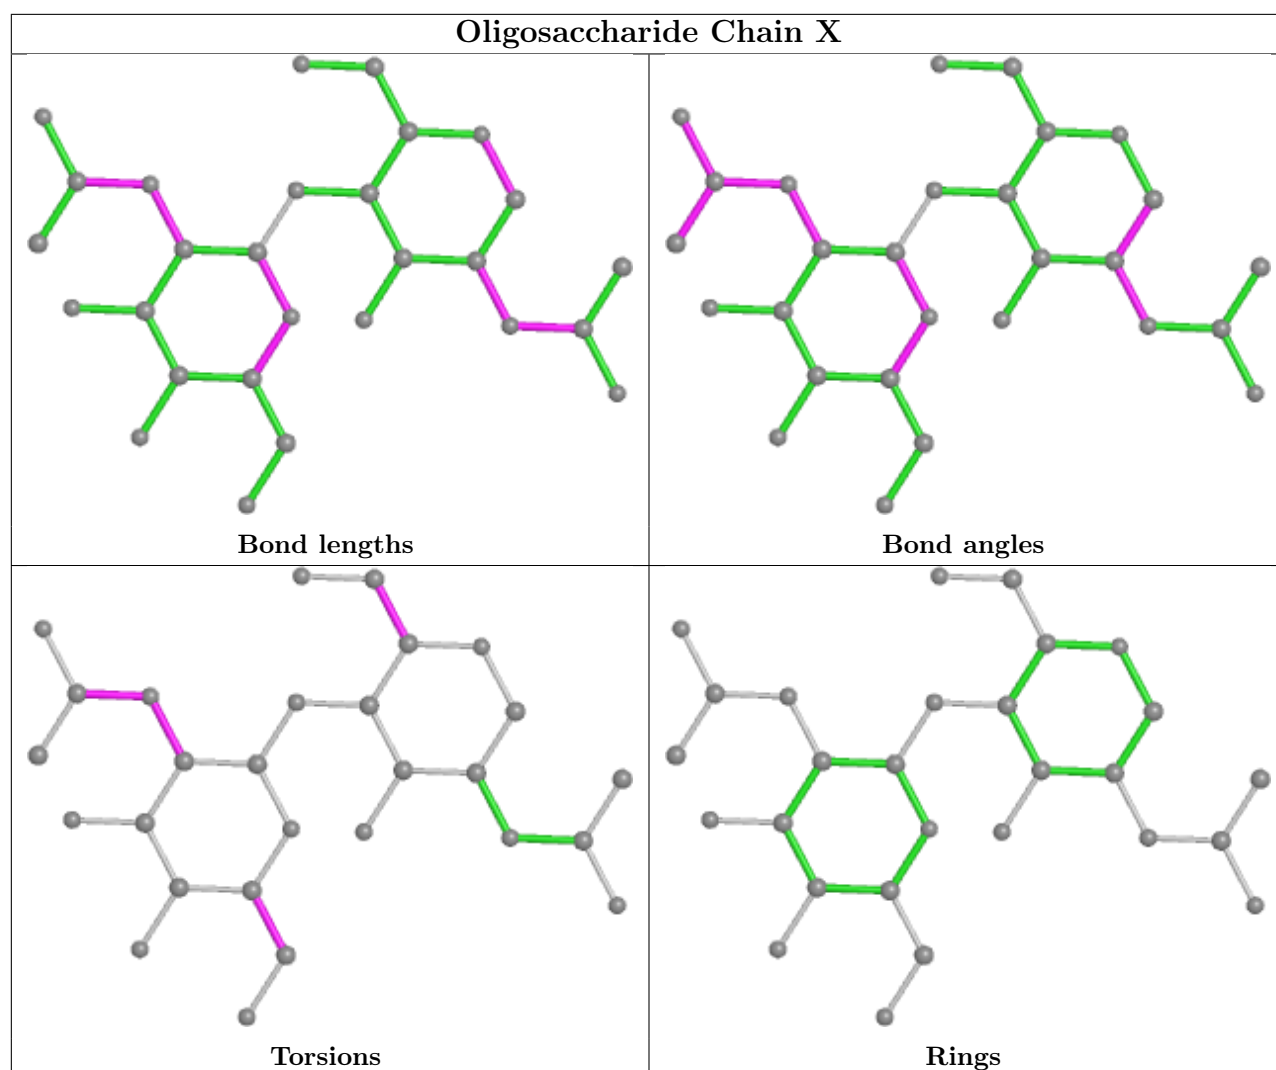 Oligosaccharide Chain X
Bond lengths
Bond angles
Torsions
Rings